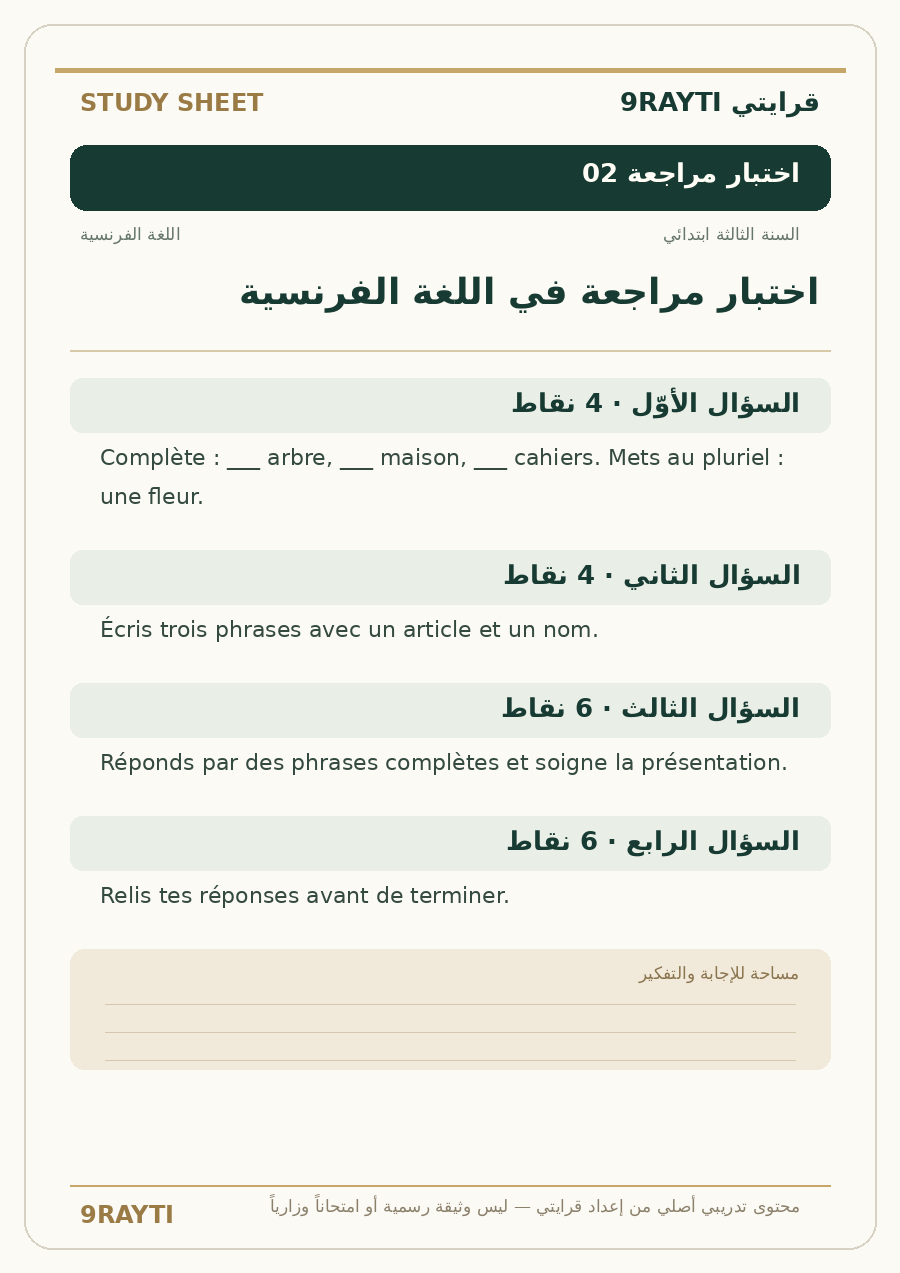 STUDY SHEET
قرايتي 9RAYTI
اختبار مراجعة 02
اللغة الفرنسية
السنة الثالثة ابتدائي
اختبار مراجعة في اللغة الفرنسية
السؤال الأوّل · 4 نقاط
Complète : ___ arbre, ___ maison, ___ cahiers. Mets au pluriel :
une fleur.
السؤال الثاني · 4 نقاط
Écris trois phrases avec un article et un nom.
السؤال الثالث · 6 نقاط
Réponds par des phrases complètes et soigne la présentation.
السؤال الرابع · 6 نقاط
Relis tes réponses avant de terminer.
مساحة للإجابة والتفكير
9RAYTI
محتوى تدريبي أصلي من إعداد قرايتي — ليس وثيقة رسمية أو امتحاناً وزارياً